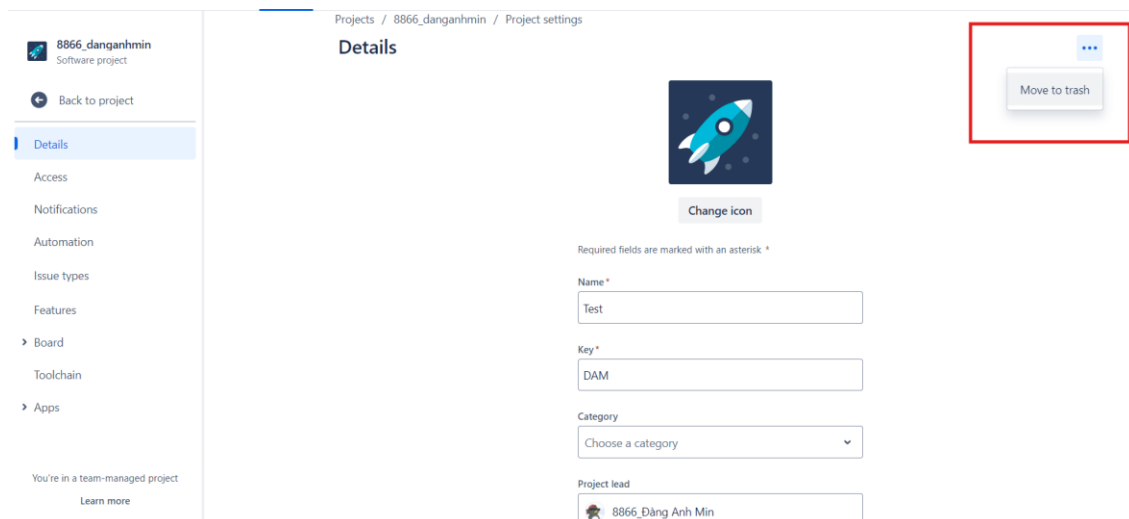 Projects / 8866_danganhmin / Project settings
8866_danganhmin
Software project
Back to project
Details
Access
Notifications
Automation
Issue types
Features
Board
Toolchain
Apps
You're in a team-managed project
Learn more
Details
Move to trash
Change icon
Required fields are marked with an asterisk *
Name *
Test
Key *
DAM
Category
Choose a category
Project lead
8866_Đàng Anh Min